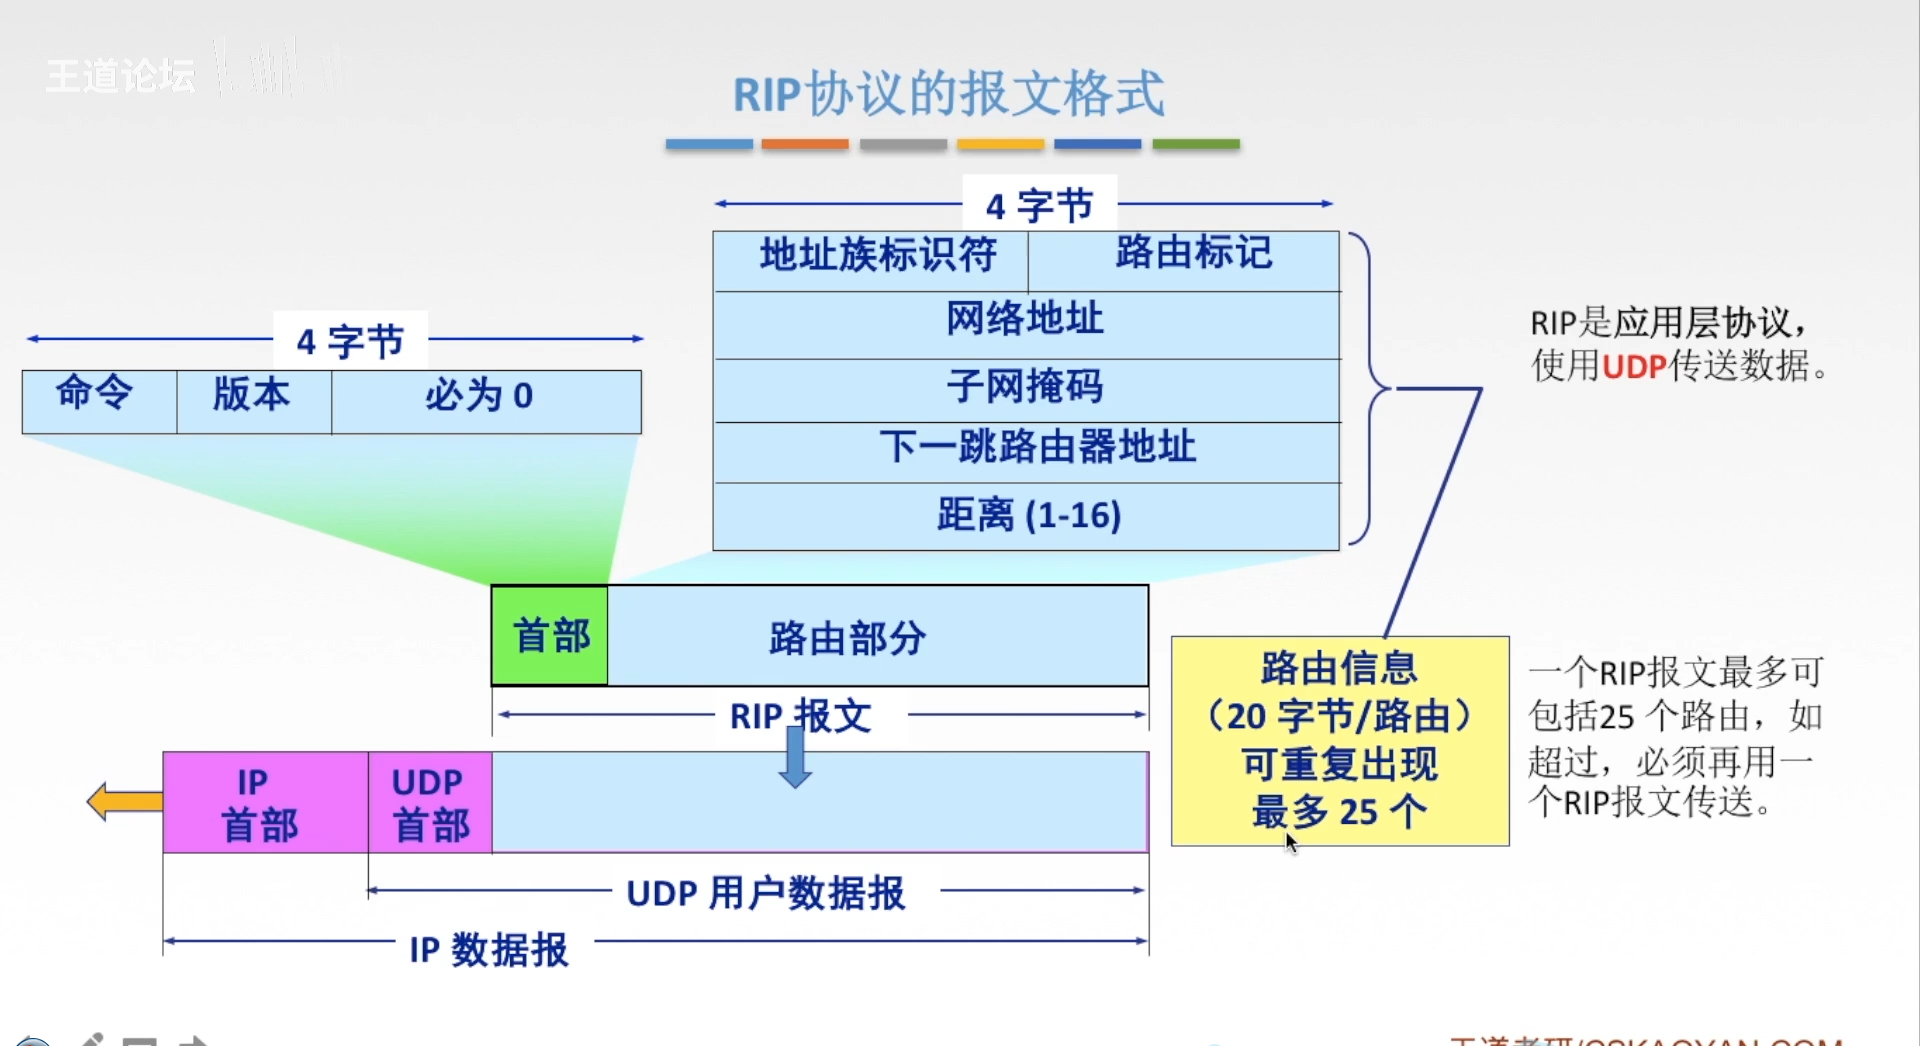 王道论坛
RIP协议的报文格式
4 字节
地址族标识符
路由标记
网络地址
子网掩码
下一跳路由器地址
距离 (1-16)
4 字节
命令
版本
必为 0
RIP是应用层协议，
使用UDP传送数据。
首部
路由部分
RIP 报文
路由信息
（20 字节/路由）
可重复出现
最多 25 个
一个RIP报文最多可
包括25 个路由，如
超过，必须再用一
个RIP报文传送。
IP
首部
UDP
首部
UDP 用户数据报
IP 数据报
王道考研/CSKAOYAN.COM